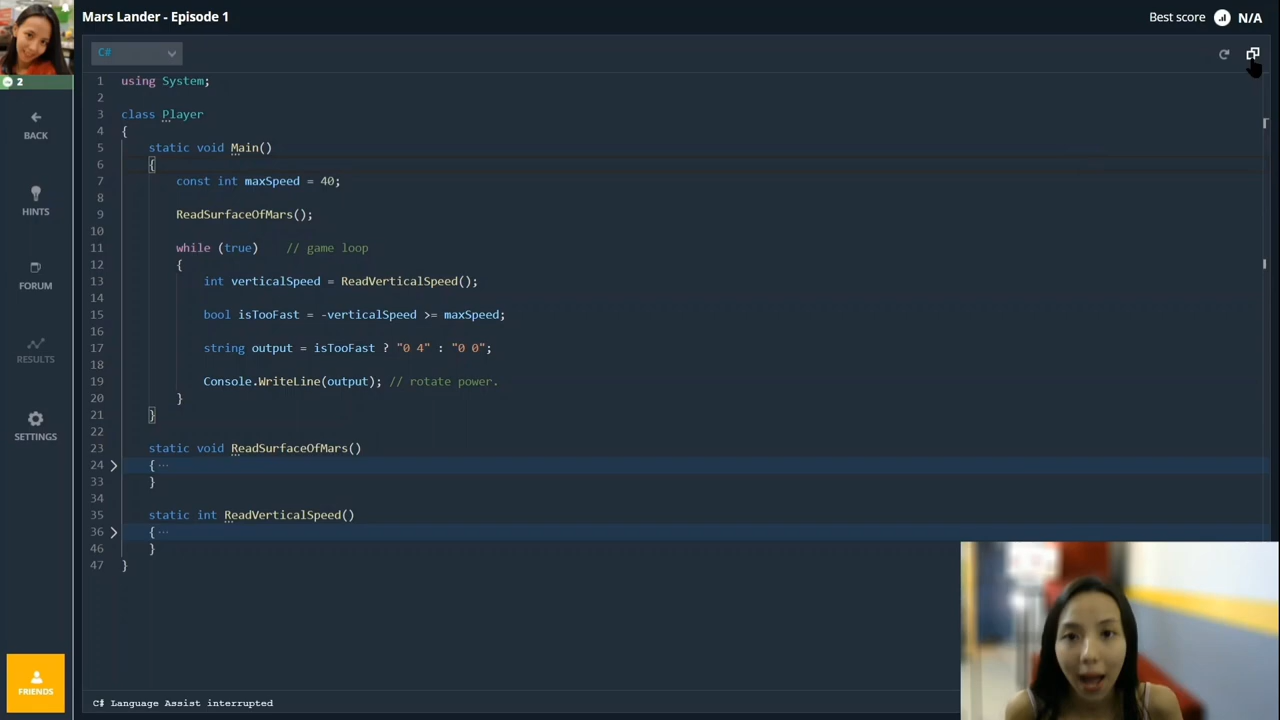 Mars Lander - Episode 1
Best score N/A
2
C#
BACK
HINTS
FORUM
RESULTS
SETTINGS
FRIENDS
1 using System;
2
3 class Player
4 {
5 static void Main()
6 {
7 const int maxSpeed = 40;
8
9 ReadSurfaceOfMars();
10
11 while (true) // game loop
12 {
13 int verticalSpeed = ReadVerticalSpeed();
14
15 bool isTooFast = -verticalSpeed >= maxSpeed;
16
17 string output = isTooFast ? "0 4" : "0 0";
18
19 Console.WriteLine(output); // rotate power.
20 }
21 }
22
23 static void ReadSurfaceOfMars()
24 { ···
33 }
34
35 static int ReadVerticalSpeed()
36 { ···
46 }
47 }
C# Language Assist interrupted